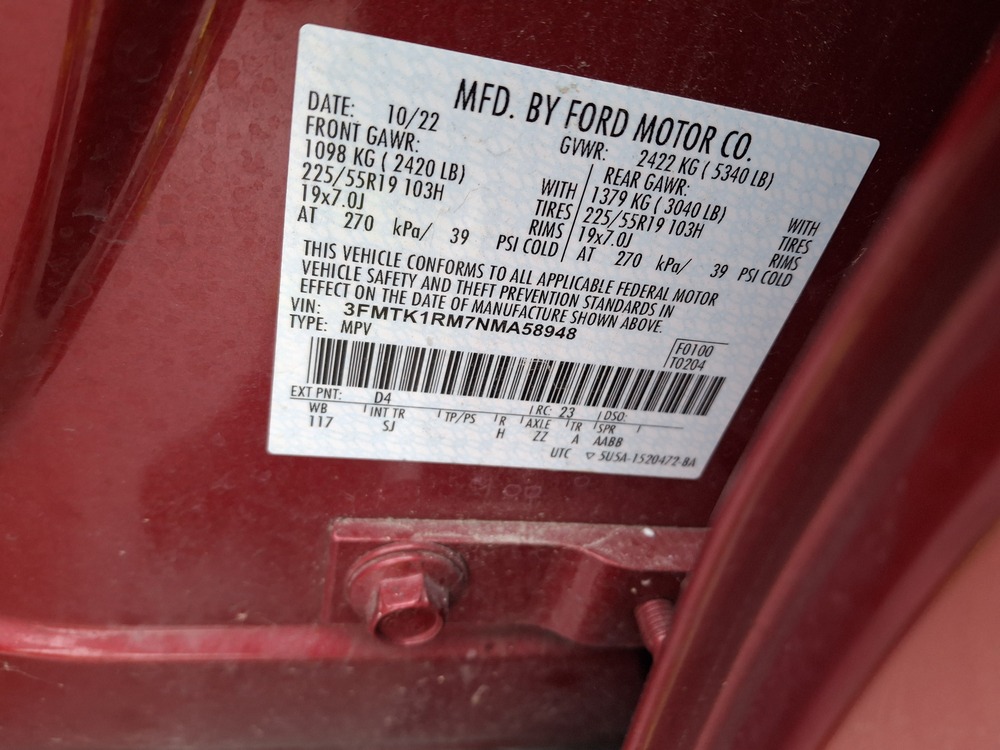 MFD. BY FORD MOTOR CO.
DATE: 10/22 GVWR: 2422 KG ( 5340 LB)
FRONT GAWR: REAR GAWR:
1098 KG ( 2420 LB) WITH 1379 KG ( 3040 LB) WITH
225/55R19 103H TIRES 225/55R19 103H TIRES
19x7.0J RIMS 19x7.0J RIMS
AT 270 kPa/ 39 PSI COLD AT 270 kPa/ 39 PSI COLD
THIS VEHICLE CONFORMS TO ALL APPLICABLE FEDERAL MOTOR
VEHICLE SAFETY AND THEFT PREVENTION STANDARDS IN
EFFECT ON THE DATE OF MANUFACTURE SHOWN ABOVE.
VIN: 3FMTK1RM7NMA58948
TYPE: MPV
F0100
T0204
EXT PNT: D4 RC: 23 DSO:
WB INT TR TP/PS R AXLE TR SPR
117 SJ H ZZ A AABB
UTC ▽ 5U5A-1520472-BA